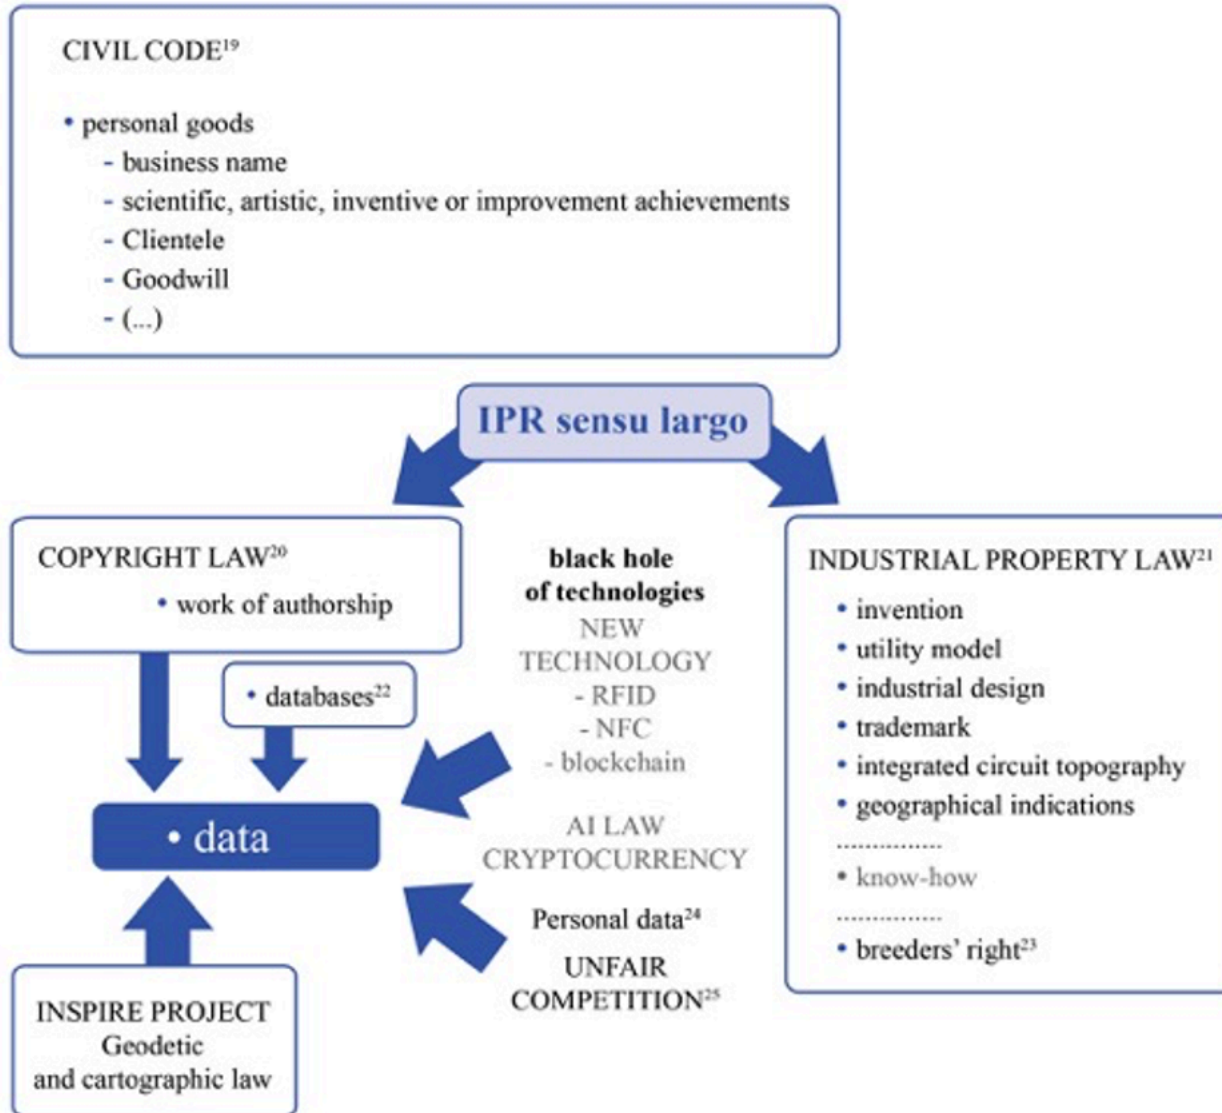 CIVIL CODE¹⁹
• personal goods
- business name
- scientific, artistic, inventive or improvement achievements
- Clientele
- Goodwill
- (...)
IPR sensu largo
COPYRIGHT LAW²⁰
• work of authorship
• databases²²
• data
INSPIRE PROJECT
Geodetic
and cartographic law
black hole
of technologies
NEW
TECHNOLOGY
- RFID
- NFC
- blockchain
AI LAW
CRYPTOCURRENCY
Personal data²⁴
UNFAIR
COMPETITION²⁵
INDUSTRIAL PROPERTY LAW²¹
• invention
• utility model
• industrial design
• trademark
• integrated circuit topography
• geographical indications
................
• know-how
................
• breeders' right²³